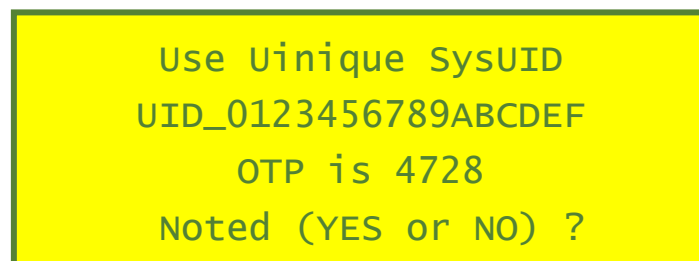 Use Uinique SysUID
UID_0123456789ABCDEF
OTP is 4728
Noted (YES or NO) ?